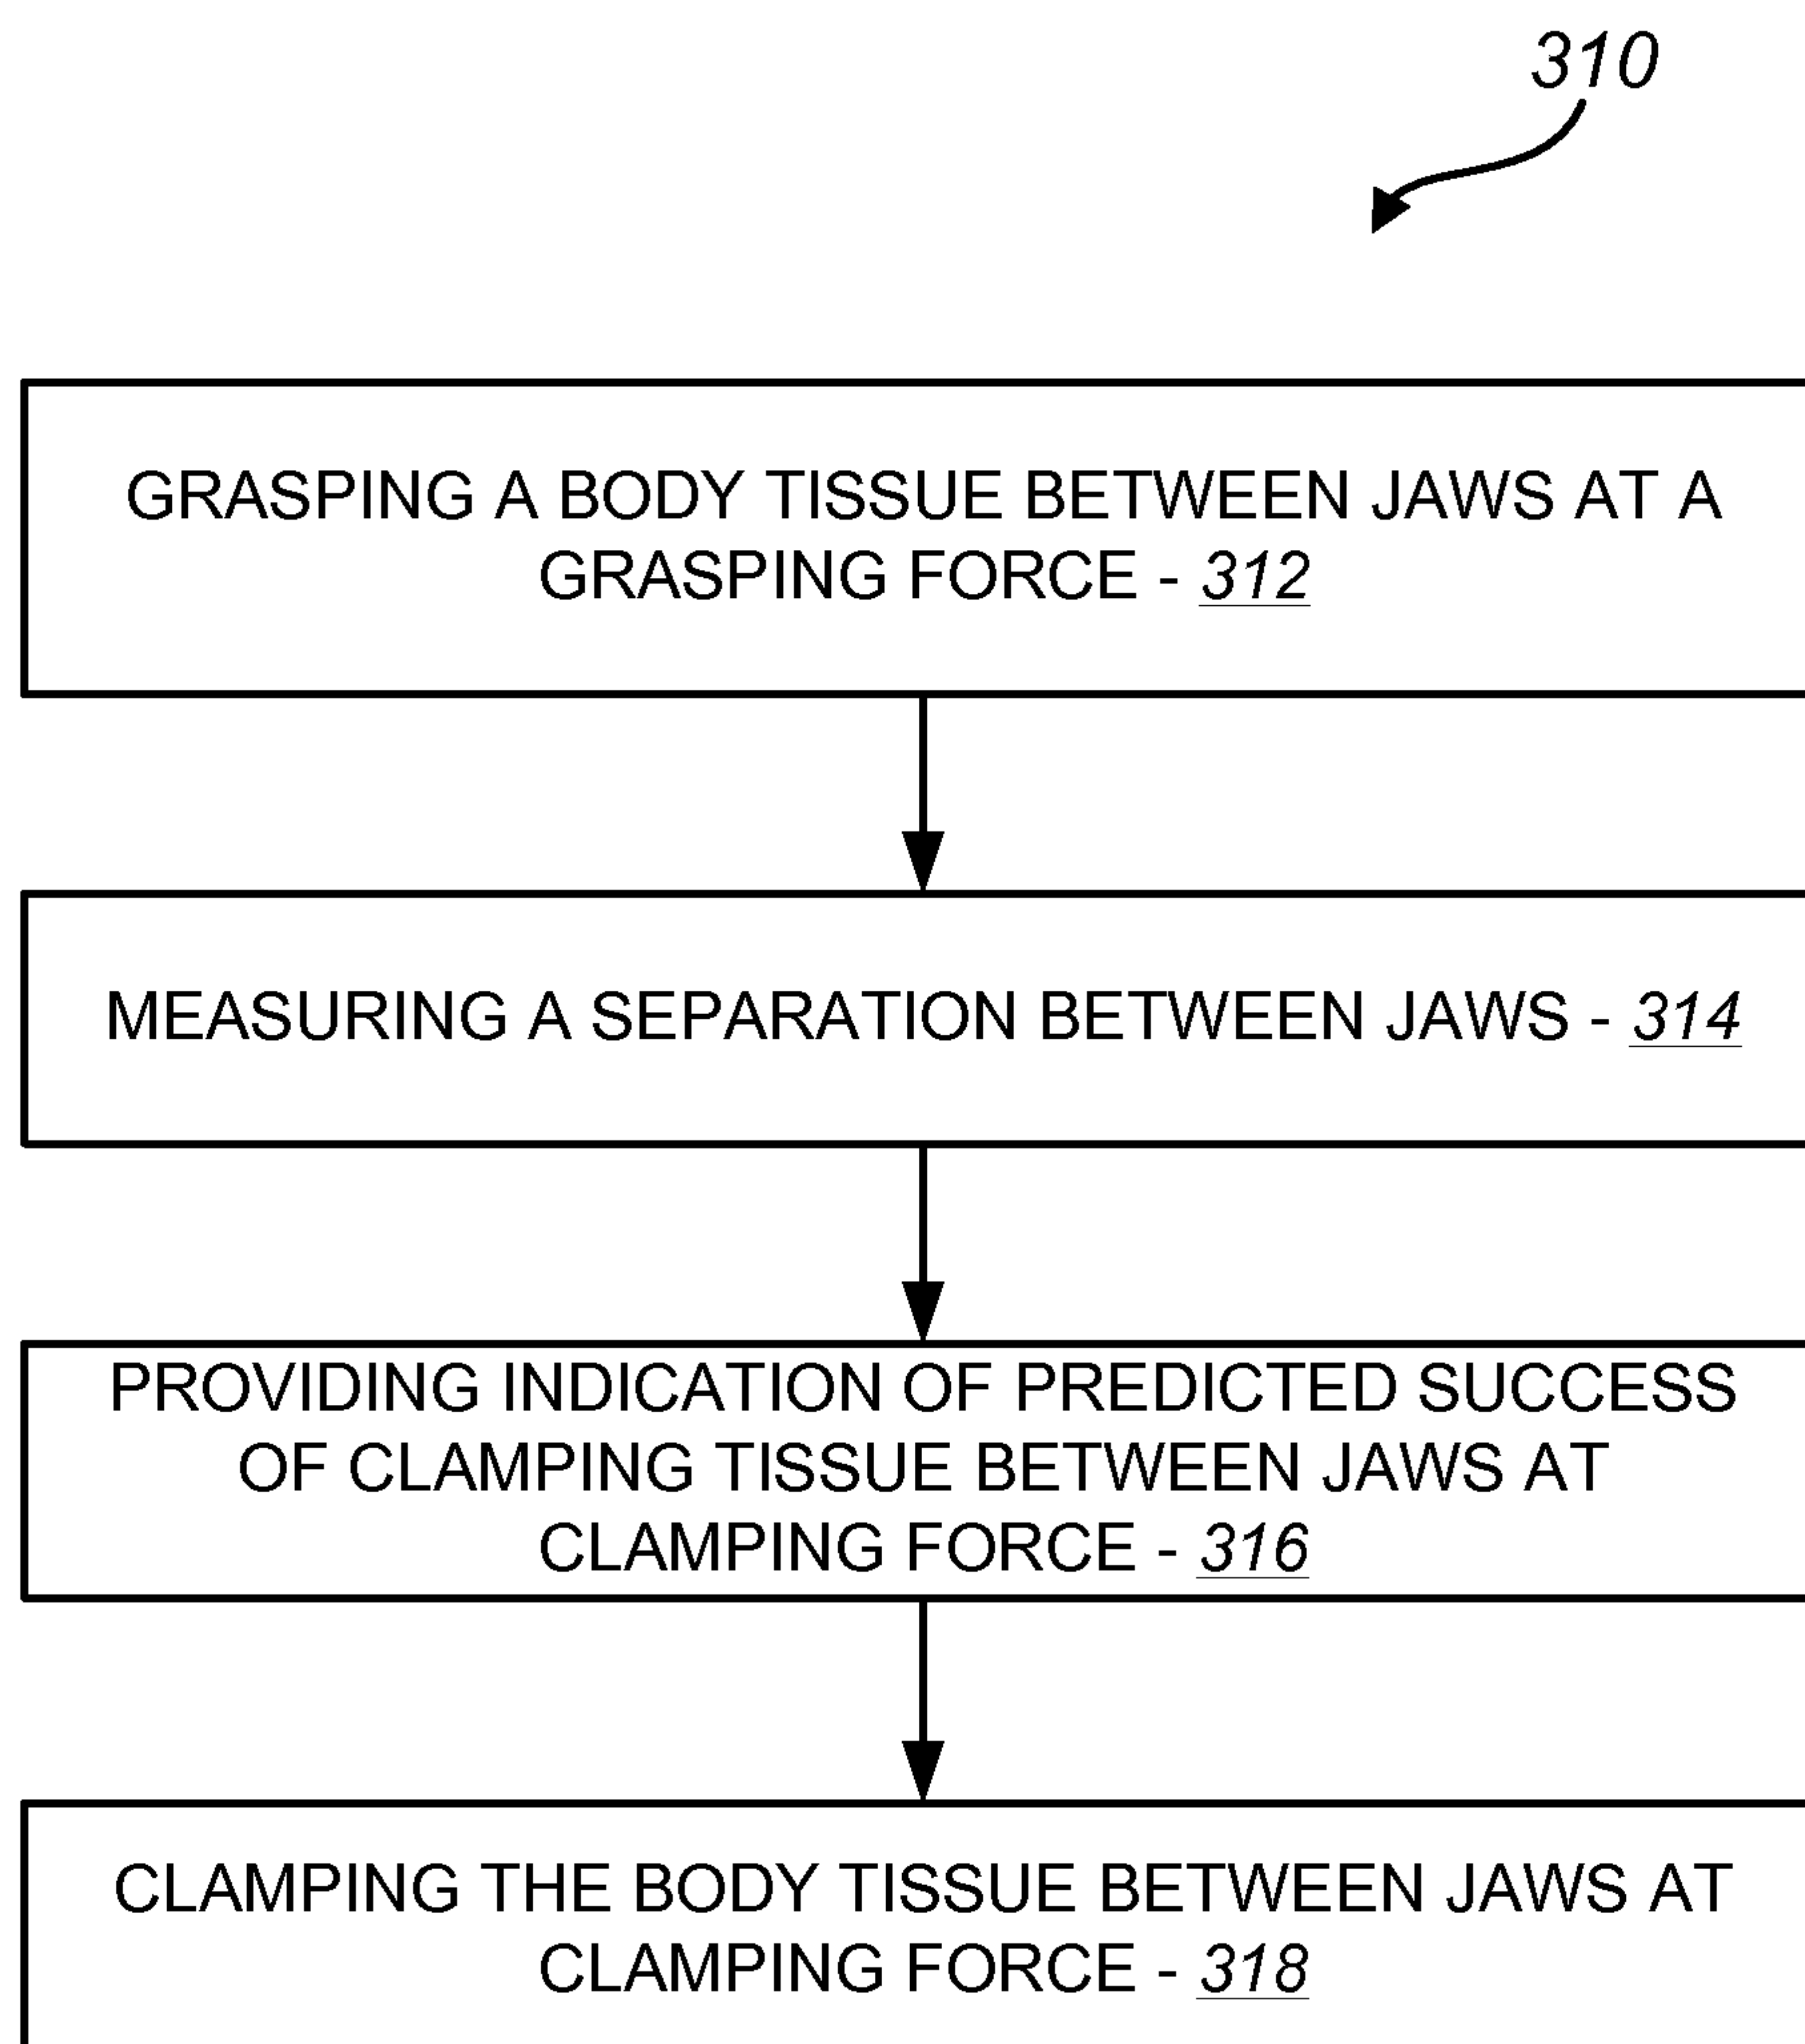 310
GRASPING A BODY TISSUE BETWEEN JAWS AT A
GRASPING FORCE - 312
MEASURING A SEPARATION BETWEEN JAWS - 314
PROVIDING INDICATION OF PREDICTED SUCCESS
OF CLAMPING TISSUE BETWEEN JAWS AT
CLAMPING FORCE - 316
CLAMPING THE BODY TISSUE BETWEEN JAWS AT
CLAMPING FORCE - 318